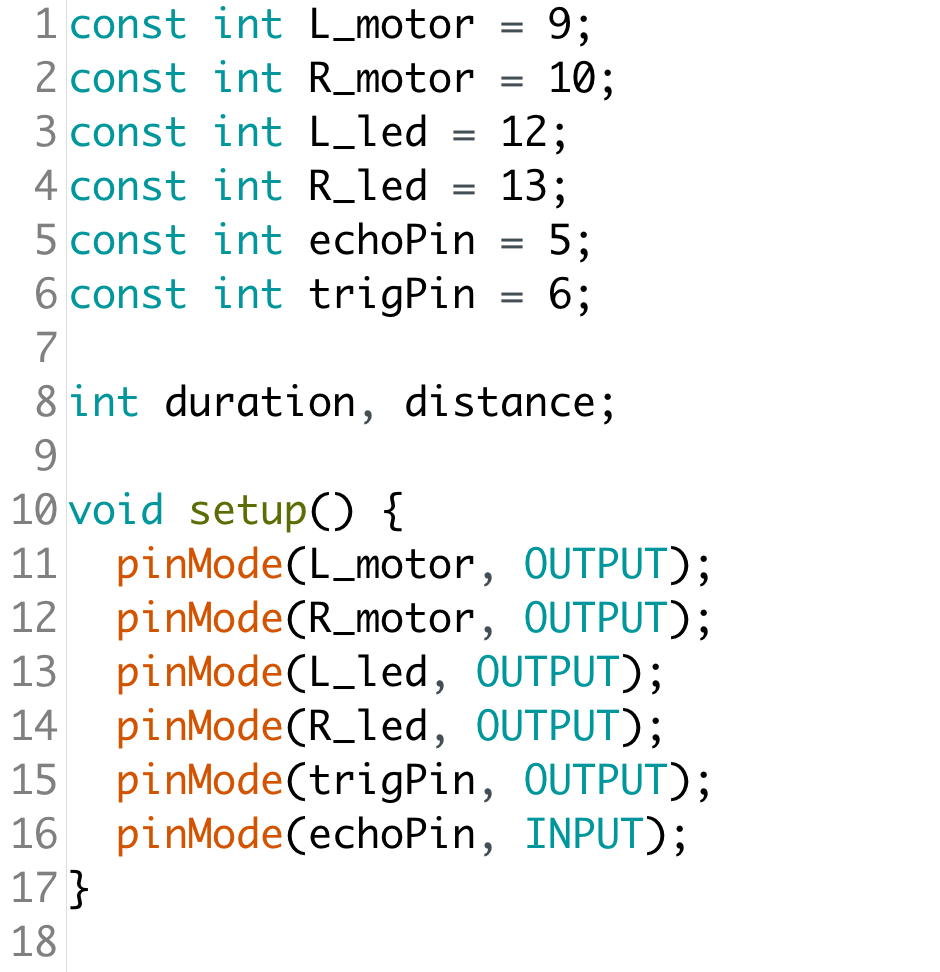 1 const int L_motor = 9;
2 const int R_motor = 10;
3 const int L_led = 12;
4 const int R_led = 13;
5 const int echoPin = 5;
6 const int trigPin = 6;
7
8 int duration, distance;
9
10 void setup() {
11   pinMode(L_motor, OUTPUT);
12   pinMode(R_motor, OUTPUT);
13   pinMode(L_led, OUTPUT);
14   pinMode(R_led, OUTPUT);
15   pinMode(trigPin, OUTPUT);
16   pinMode(echoPin, INPUT);
17 }
18